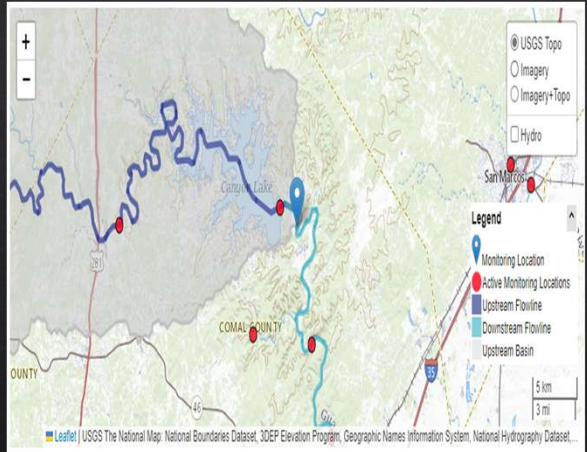 +
−
USGS Topo
Imagery
Imagery+Topo
Hydro
Canyon Lake
San Marcos
Legend
^
Monitoring Location
Active Monitoring Locations
Upstream Flowline
Downstream Flowline
Upstream Basin
281
COMAL COUNTY
OUNTY
46
35
5 km
3 mi
Leaflet | USGS The National Map: National Boundaries Dataset, 3DEP Elevation Program, Geographic Names Information System, National Hydrography Dataset,...